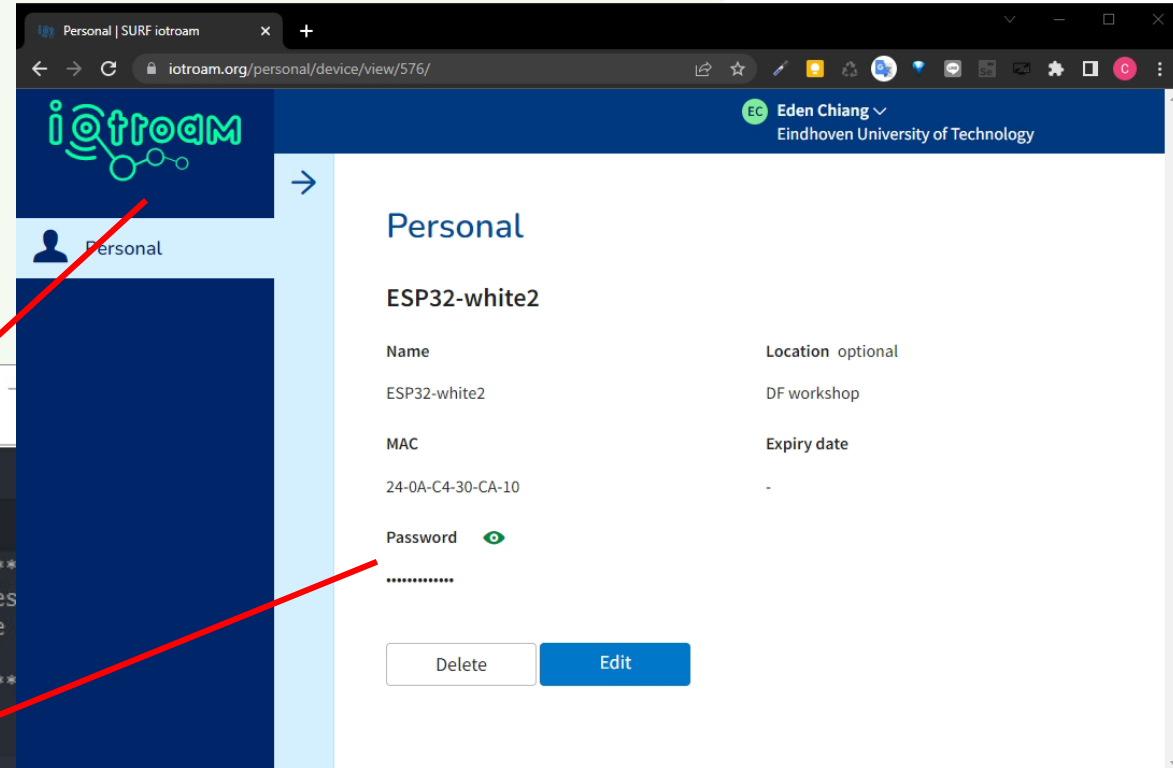 Personal | SURF iotroam
iotroam.org/personal/device/view/576/
iotroam
EC Eden Chiang
Eindhoven University of Technology
Personal
Personal
ESP32-white2
Name
Location optional
ESP32-white2
DF workshop
MAC
Expiry date
24-0A-C4-30-CA-10
-
Password
•••••••••••••
Delete
Edit
**
es
e
**